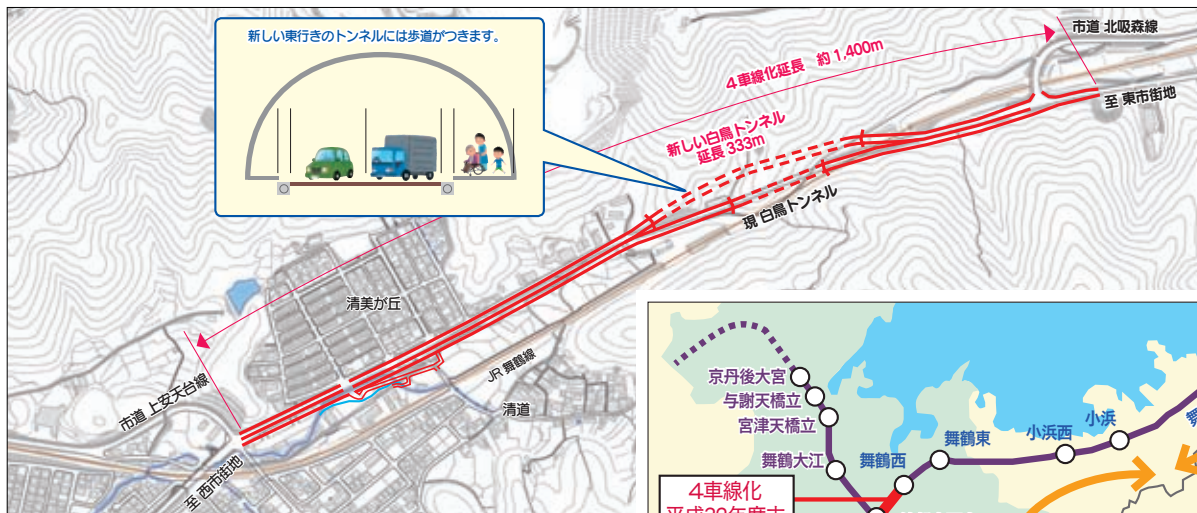 新しい東行きのトンネルには歩道がつきます。
市道 北吸森線
4車線化延長 約1,400m
至 東市街地
新しい白鳥トンネル
延長 333m
現 白鳥トンネル
清美が丘
JR 舞鶴線
市道 上安天台線
清道
至 西市街地
京丹後大宮
与謝天橋立
宮津天橋立
舞鶴大江
舞鶴西
舞鶴東
小浜西
小浜
4車線化